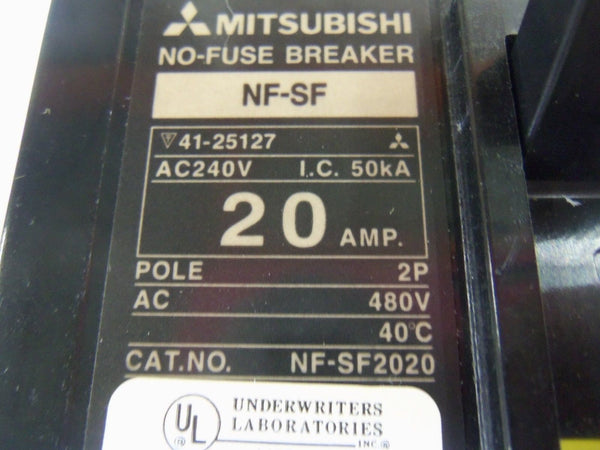 MITSUBISHI
NO-FUSE BREAKER
NF-SF
41-25127
AC240V I.C. 50kA
20 AMP.
POLE 2P
AC 480V
40°C
CAT.NO. NF-SF2020
UL UNDERWRITERS
LABORATORIES
INC.®